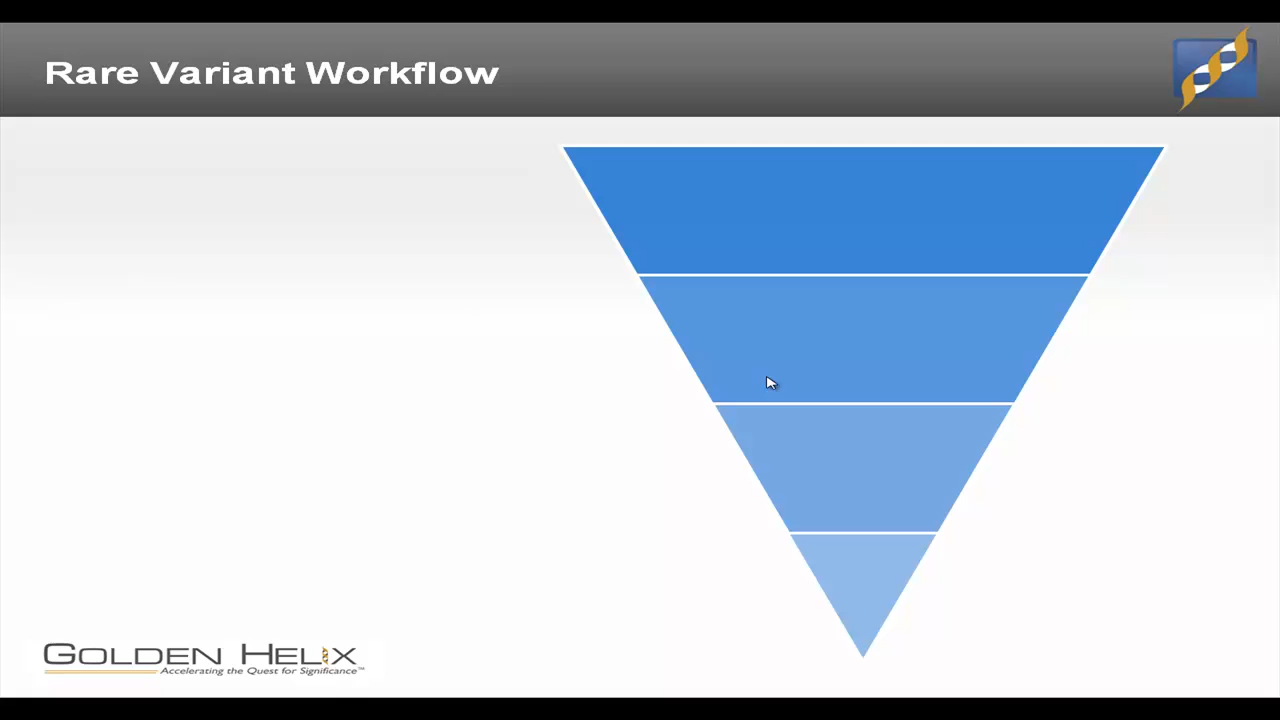 Rare Variant Workflow
GOLDEN HELIX
Accelerating the Quest for Significance™